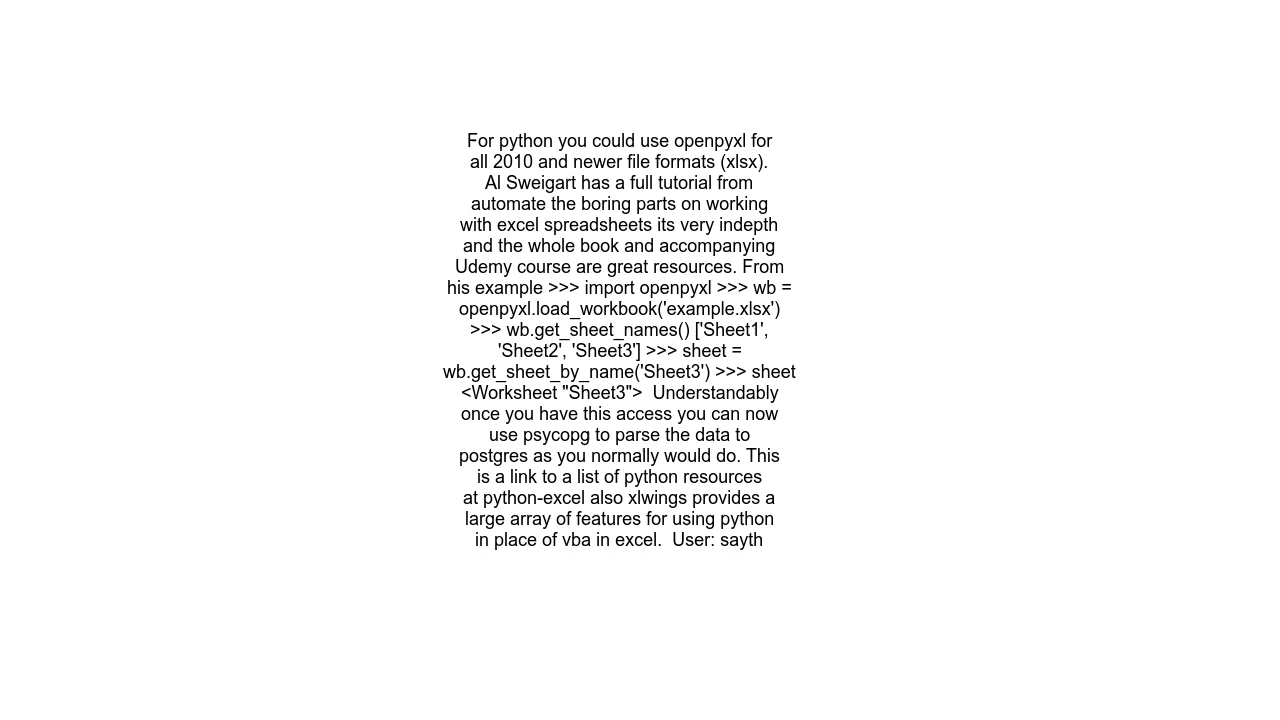 For python you could use openpyxl for
all 2010 and newer file formats (xlsx).
Al Sweigart has a full tutorial from
automate the boring parts on working
with excel spreadsheets its very indepth
and the whole book and accompanying
Udemy course are great resources. From
his example >>> import openpyxl >>> wb =
openpyxl.load_workbook('example.xlsx')
>>> wb.get_sheet_names() ['Sheet1',
'Sheet2', 'Sheet3'] >>> sheet =
wb.get_sheet_by_name('Sheet3') >>> sheet
<Worksheet "Sheet3">  Understandably
once you have this access you can now
use psycopg to parse the data to
postgres as you normally would do. This
is a link to a list of python resources
at python-excel also xlwings provides a
large array of features for using python
in place of vba in excel.  User: sayth